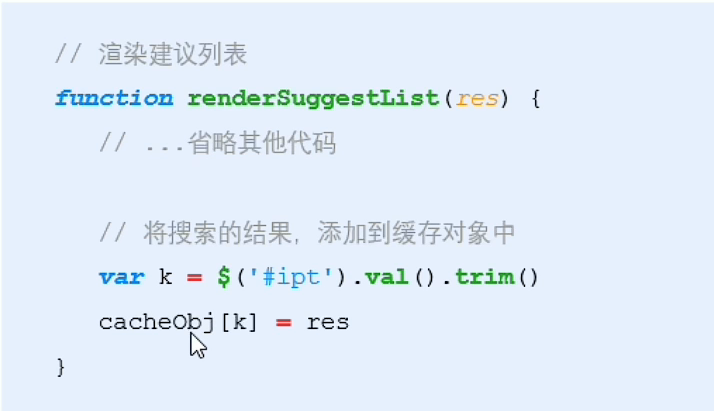 // 渲染建议列表
function renderSuggestList(res) {
// ...省略其他代码
// 将搜索的结果，添加到缓存对象中
var k = $('#ipt').val().trim()
cacheObj[k] = res
}